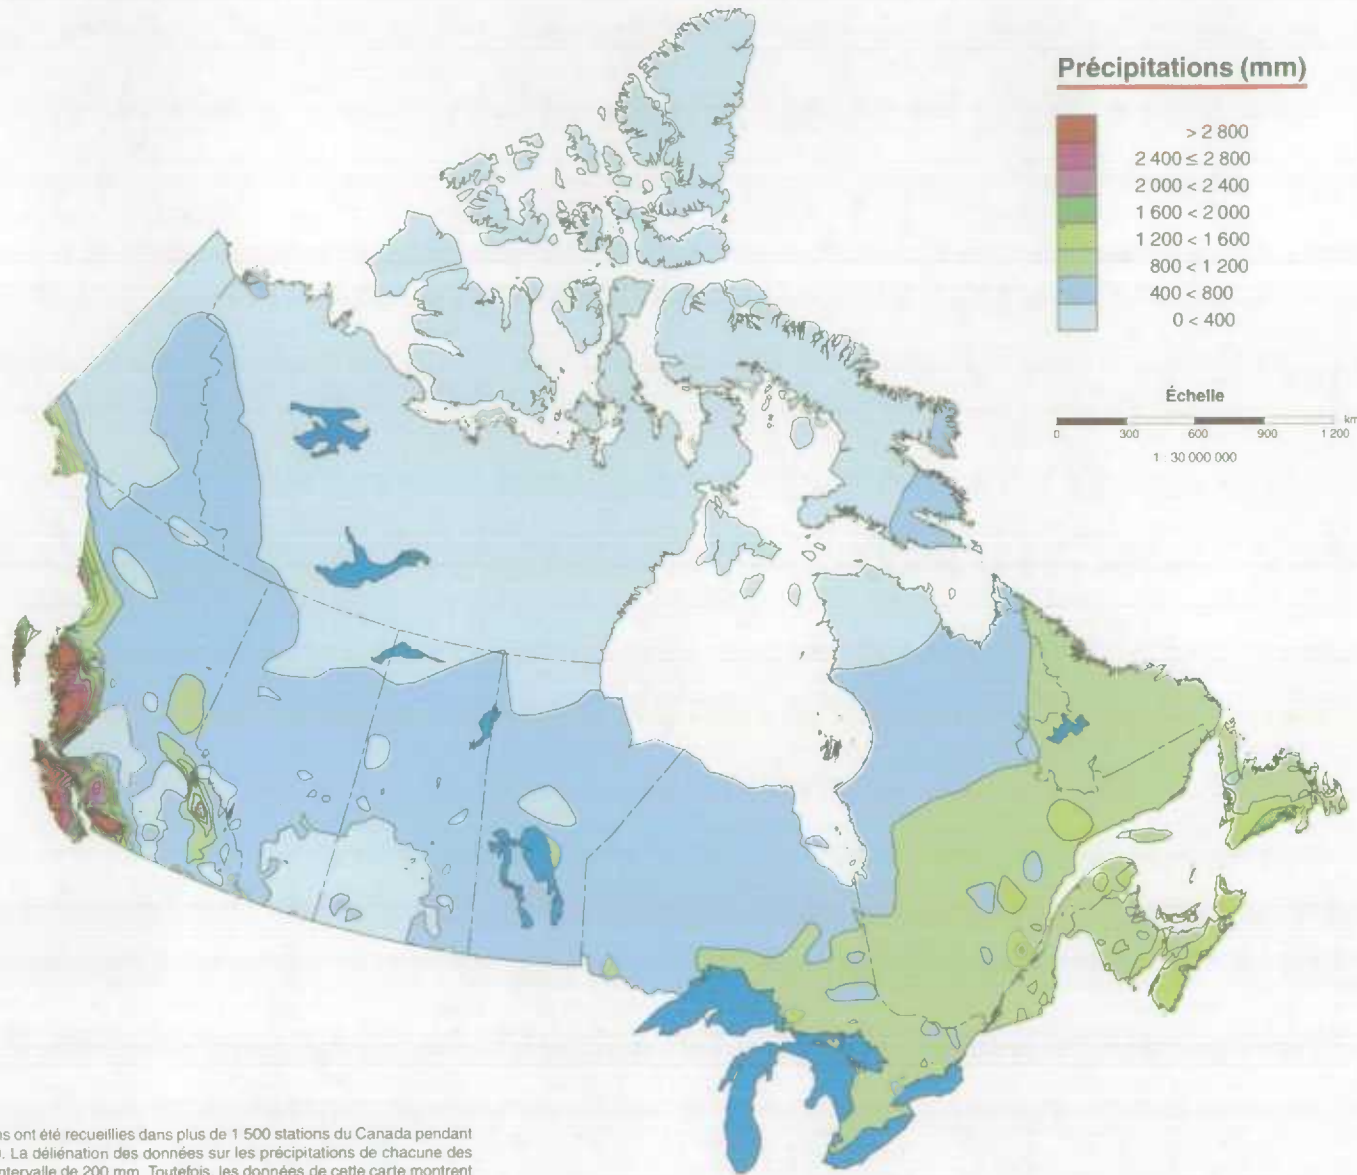 Précipitations (mm)
> 2 800
2 400 ≤ 2 800
2 000 < 2 400
1 600 < 2 000
1 200 < 1 600
800 < 1 200
400 < 800
0 < 400
Échelle
km
0 300 600 900 1 200
1 : 30 000 000
ns ont été recueillies dans plus de 1 500 stations du Canada pendant
). La déliénation des données sur les précipitations de chacune des
ntervalle de 200 mm. Toutefois, les données de cette carte montrent